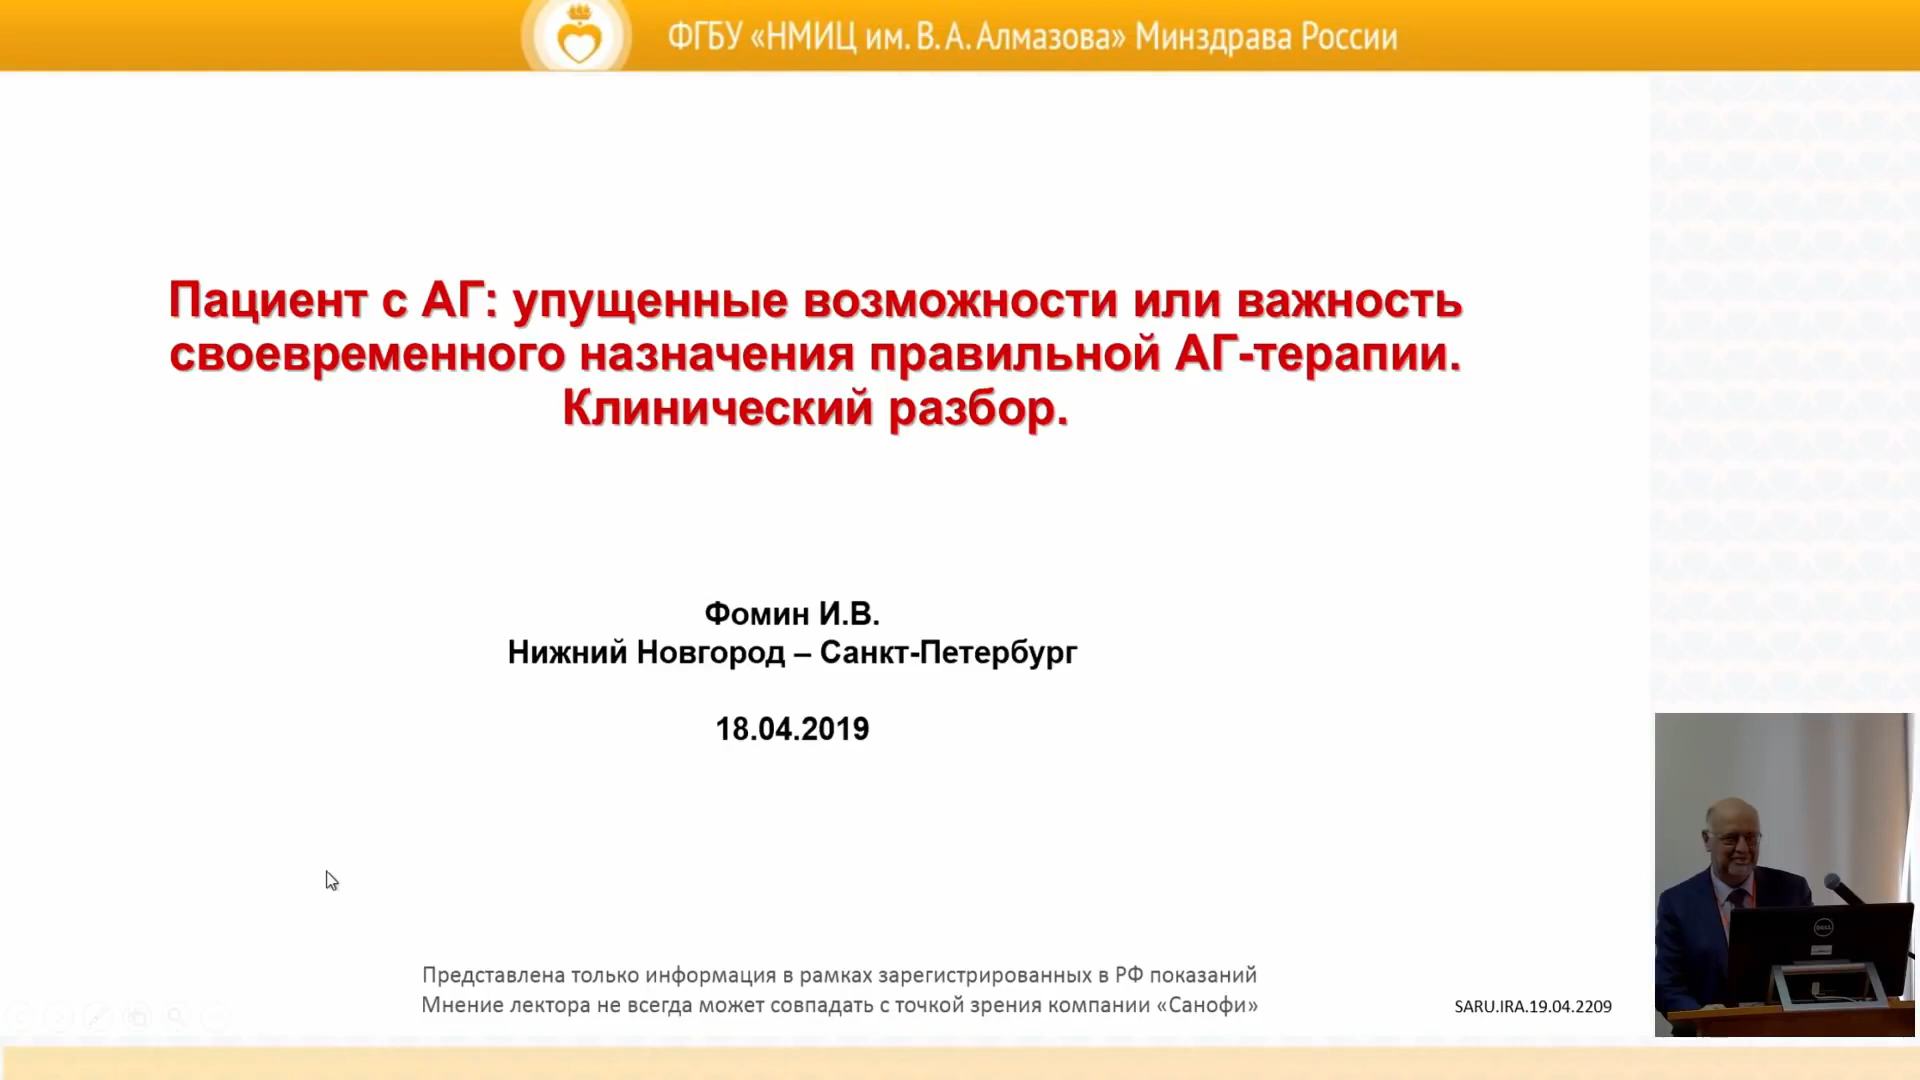 ФГБУ «НМИЦ им. В. А. Алмазова» Минздрава России
Пациент с АГ: упущенные возможности или важность
своевременного назначения правильной АГ-терапии.
Клинический разбор.
Фомин И.В.
Нижний Новгород – Санкт-Петербург
18.04.2019
Представлена только информация в рамках зарегистрированных в РФ показаний
Мнение лектора не всегда может совпадать с точкой зрения компании «Санофи»
SARU.IRA.19.04.2209
DELL